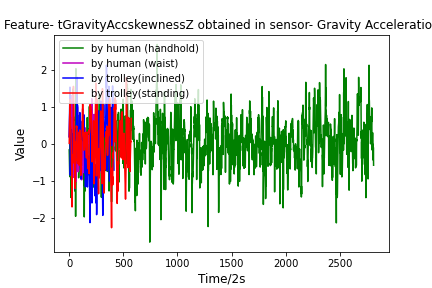 Feature- tGravityAccskewnessZ obtained in sensor- Gravity Acceleratio
by human (handhold)
by human (waist)
by trolley(inclined)
by trolley(standing)
Value
2
1
0
−1
−2
0 500 1000 1500 2000 2500
Time/2s